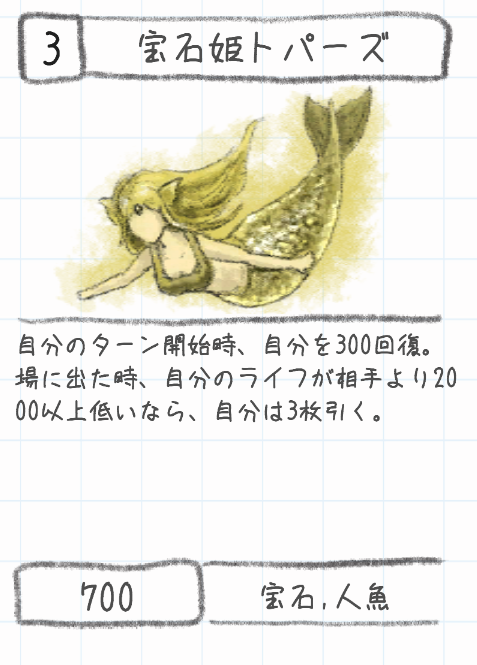 3
宝石姫トパーズ
自分のターン開始時、自分を300回復。
場に出た時、自分のライフが相手より20
00以上低いなら、自分は3枚引く。
700
宝石,人魚